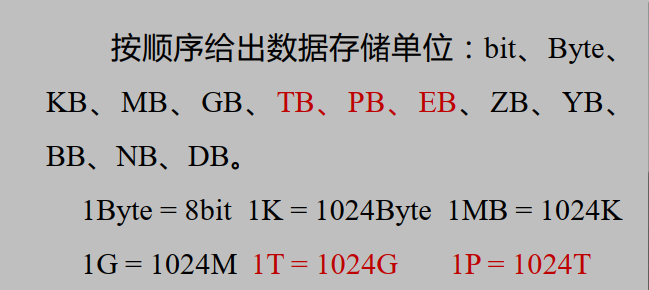 按顺序给出数据存储单位：bit、Byte、
KB、MB、GB、TB、PB、EB、ZB、YB、
BB、NB、DB。
1Byte = 8bit 1K = 1024Byte 1MB = 1024K
1G = 1024M 1T = 1024G 1P = 1024T